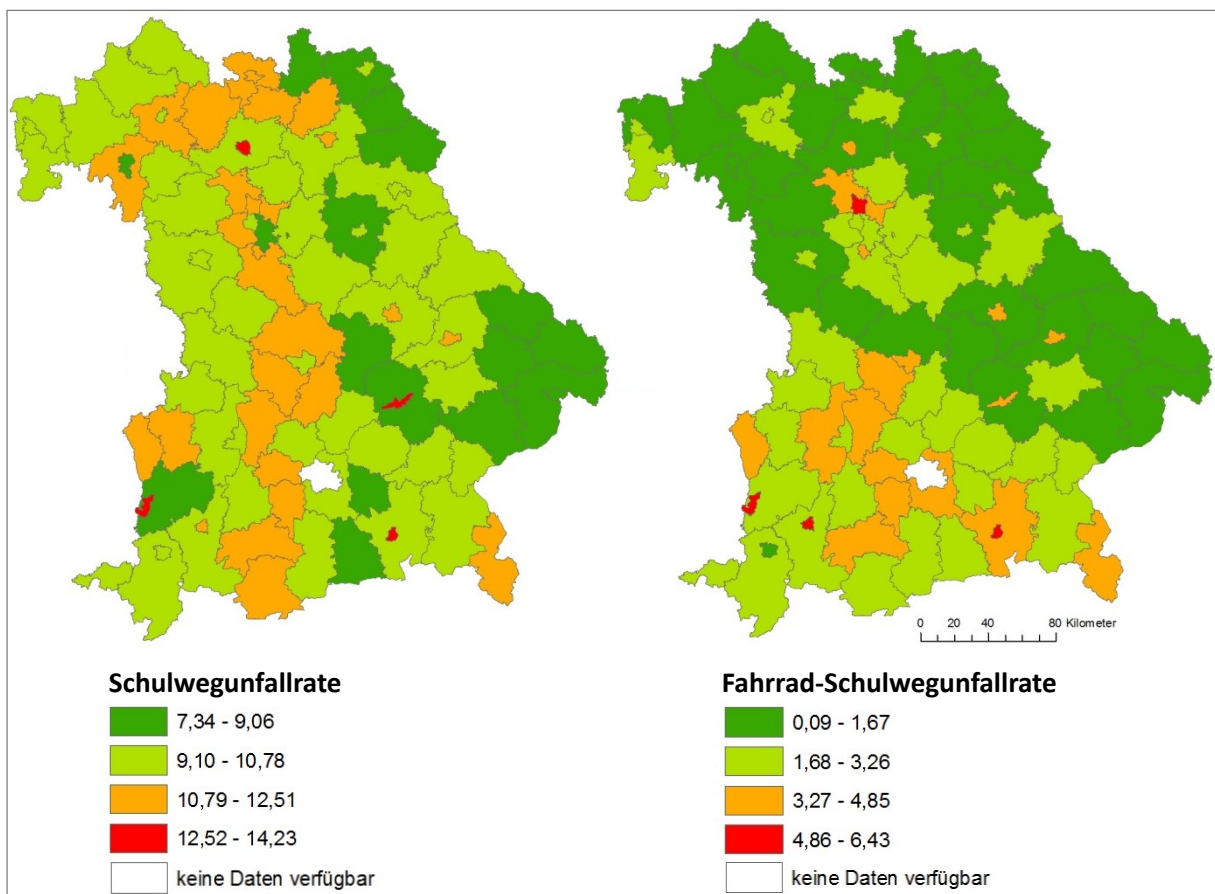 0 20 40 80 Kilometer
Schulwegunfallrate
7,34 - 9,06
9,10 - 10,78
10,79 - 12,51
12,52 - 14,23
keine Daten verfügbar
Fahrrad-Schulwegunfallrate
0,09 - 1,67
1,68 - 3,26
3,27 - 4,85
4,86 - 6,43
keine Daten verfügbar